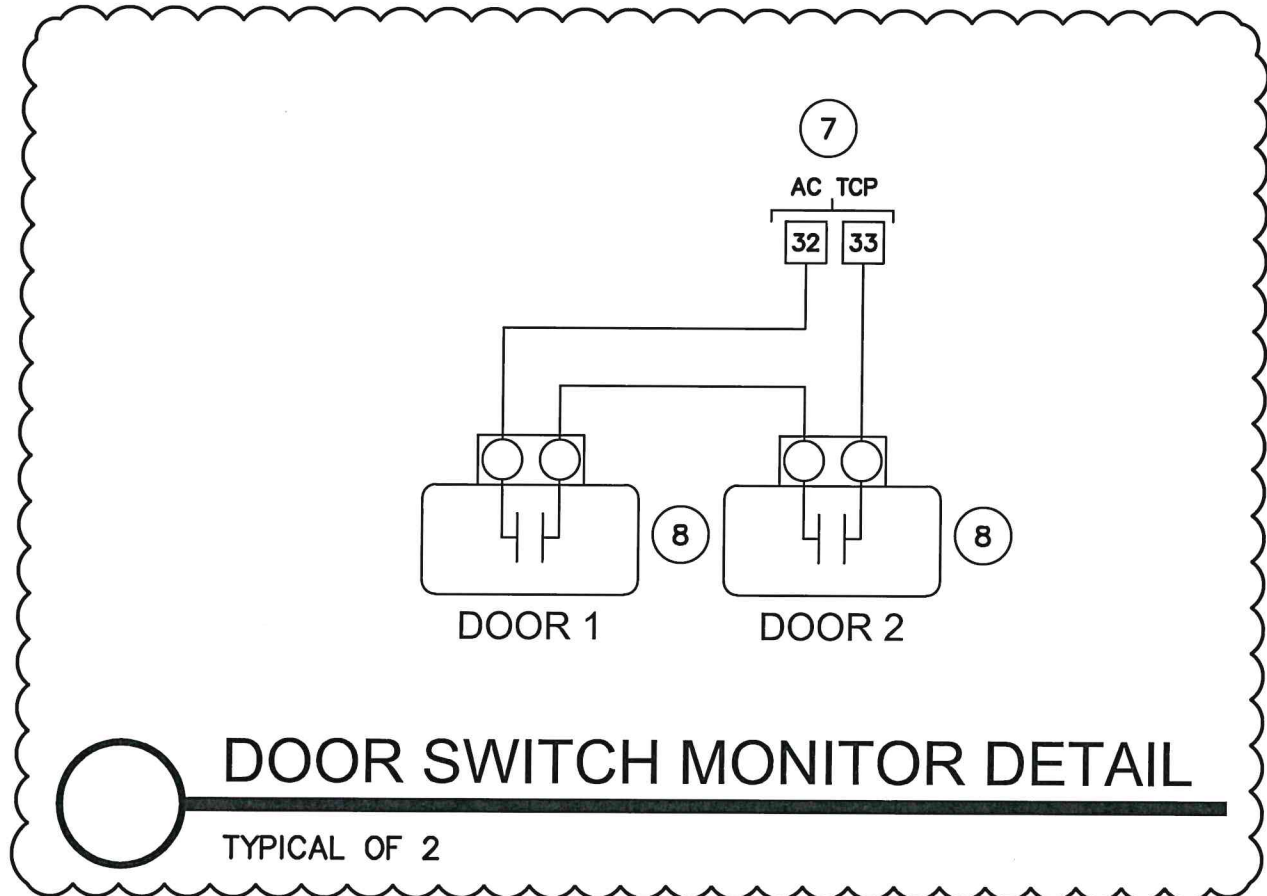 7
AC TCP
32 33
8
8
DOOR 1
DOOR 2
DOOR SWITCH MONITOR DETAIL
TYPICAL OF 2